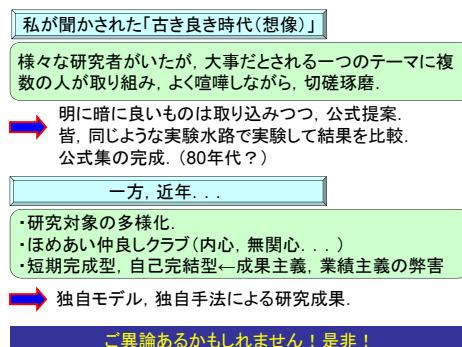 私が聞かされた「古き良き時代（想像）」
様々な研究者がいたが，大事だとされる一つのテーマに複
数の人が取り組み，よく喧嘩しながら，切磋琢磨．
明に暗に良いものは取り込みつつ，公式提案．
皆，同じような実験水路で実験して結果を比較．
公式集の完成．（80年代？）
一方，近年．．．
・研究対象の多様化．
・ほめあい仲良しクラブ（内心，無関心．．．）
・短期完成型，自己完結型←成果主義，業績主義の弊害
独自モデル，独自手法による研究成果．
ご異論あるかもしれません！是非！